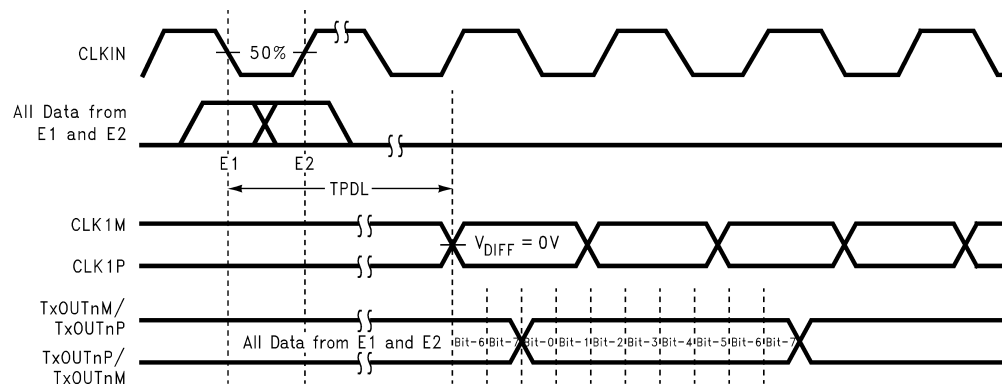 CLKIN
50%
All Data from
E1 and E2
E1
E2
TPDL
CLK1M
VDIFF = 0V
CLK1P
TxOUTnM/
TxOUTnP
All Data from E1 and E2
Bit-6 Bit-7 Bit-0 Bit-1 Bit-2 Bit-3 Bit-4 Bit-5 Bit-6 Bit-7
TxOUTnP/
TxOUTnM